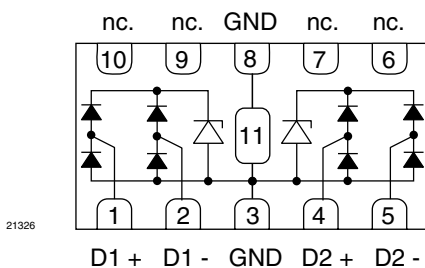 nc. nc. GND nc. nc.
10 9 8 7 6
11
1 2 3 4 5
21326
D1 + D1 - GND D2 + D2 -